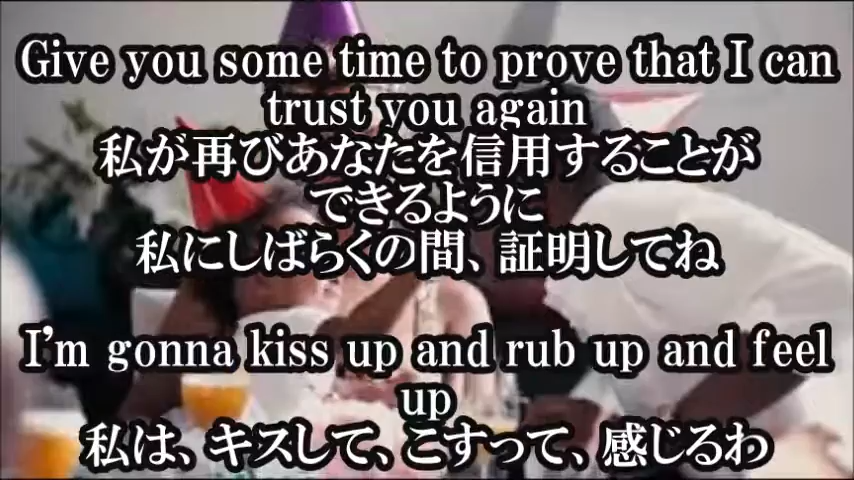 Give you some time to prove that I can
trust you again
私が再びあなたを信用することが
できるように
私にしばらくの間、証明してね
I'm gonna kiss up and rub up and feel
up
私は、キスして、こすって、感じるわ